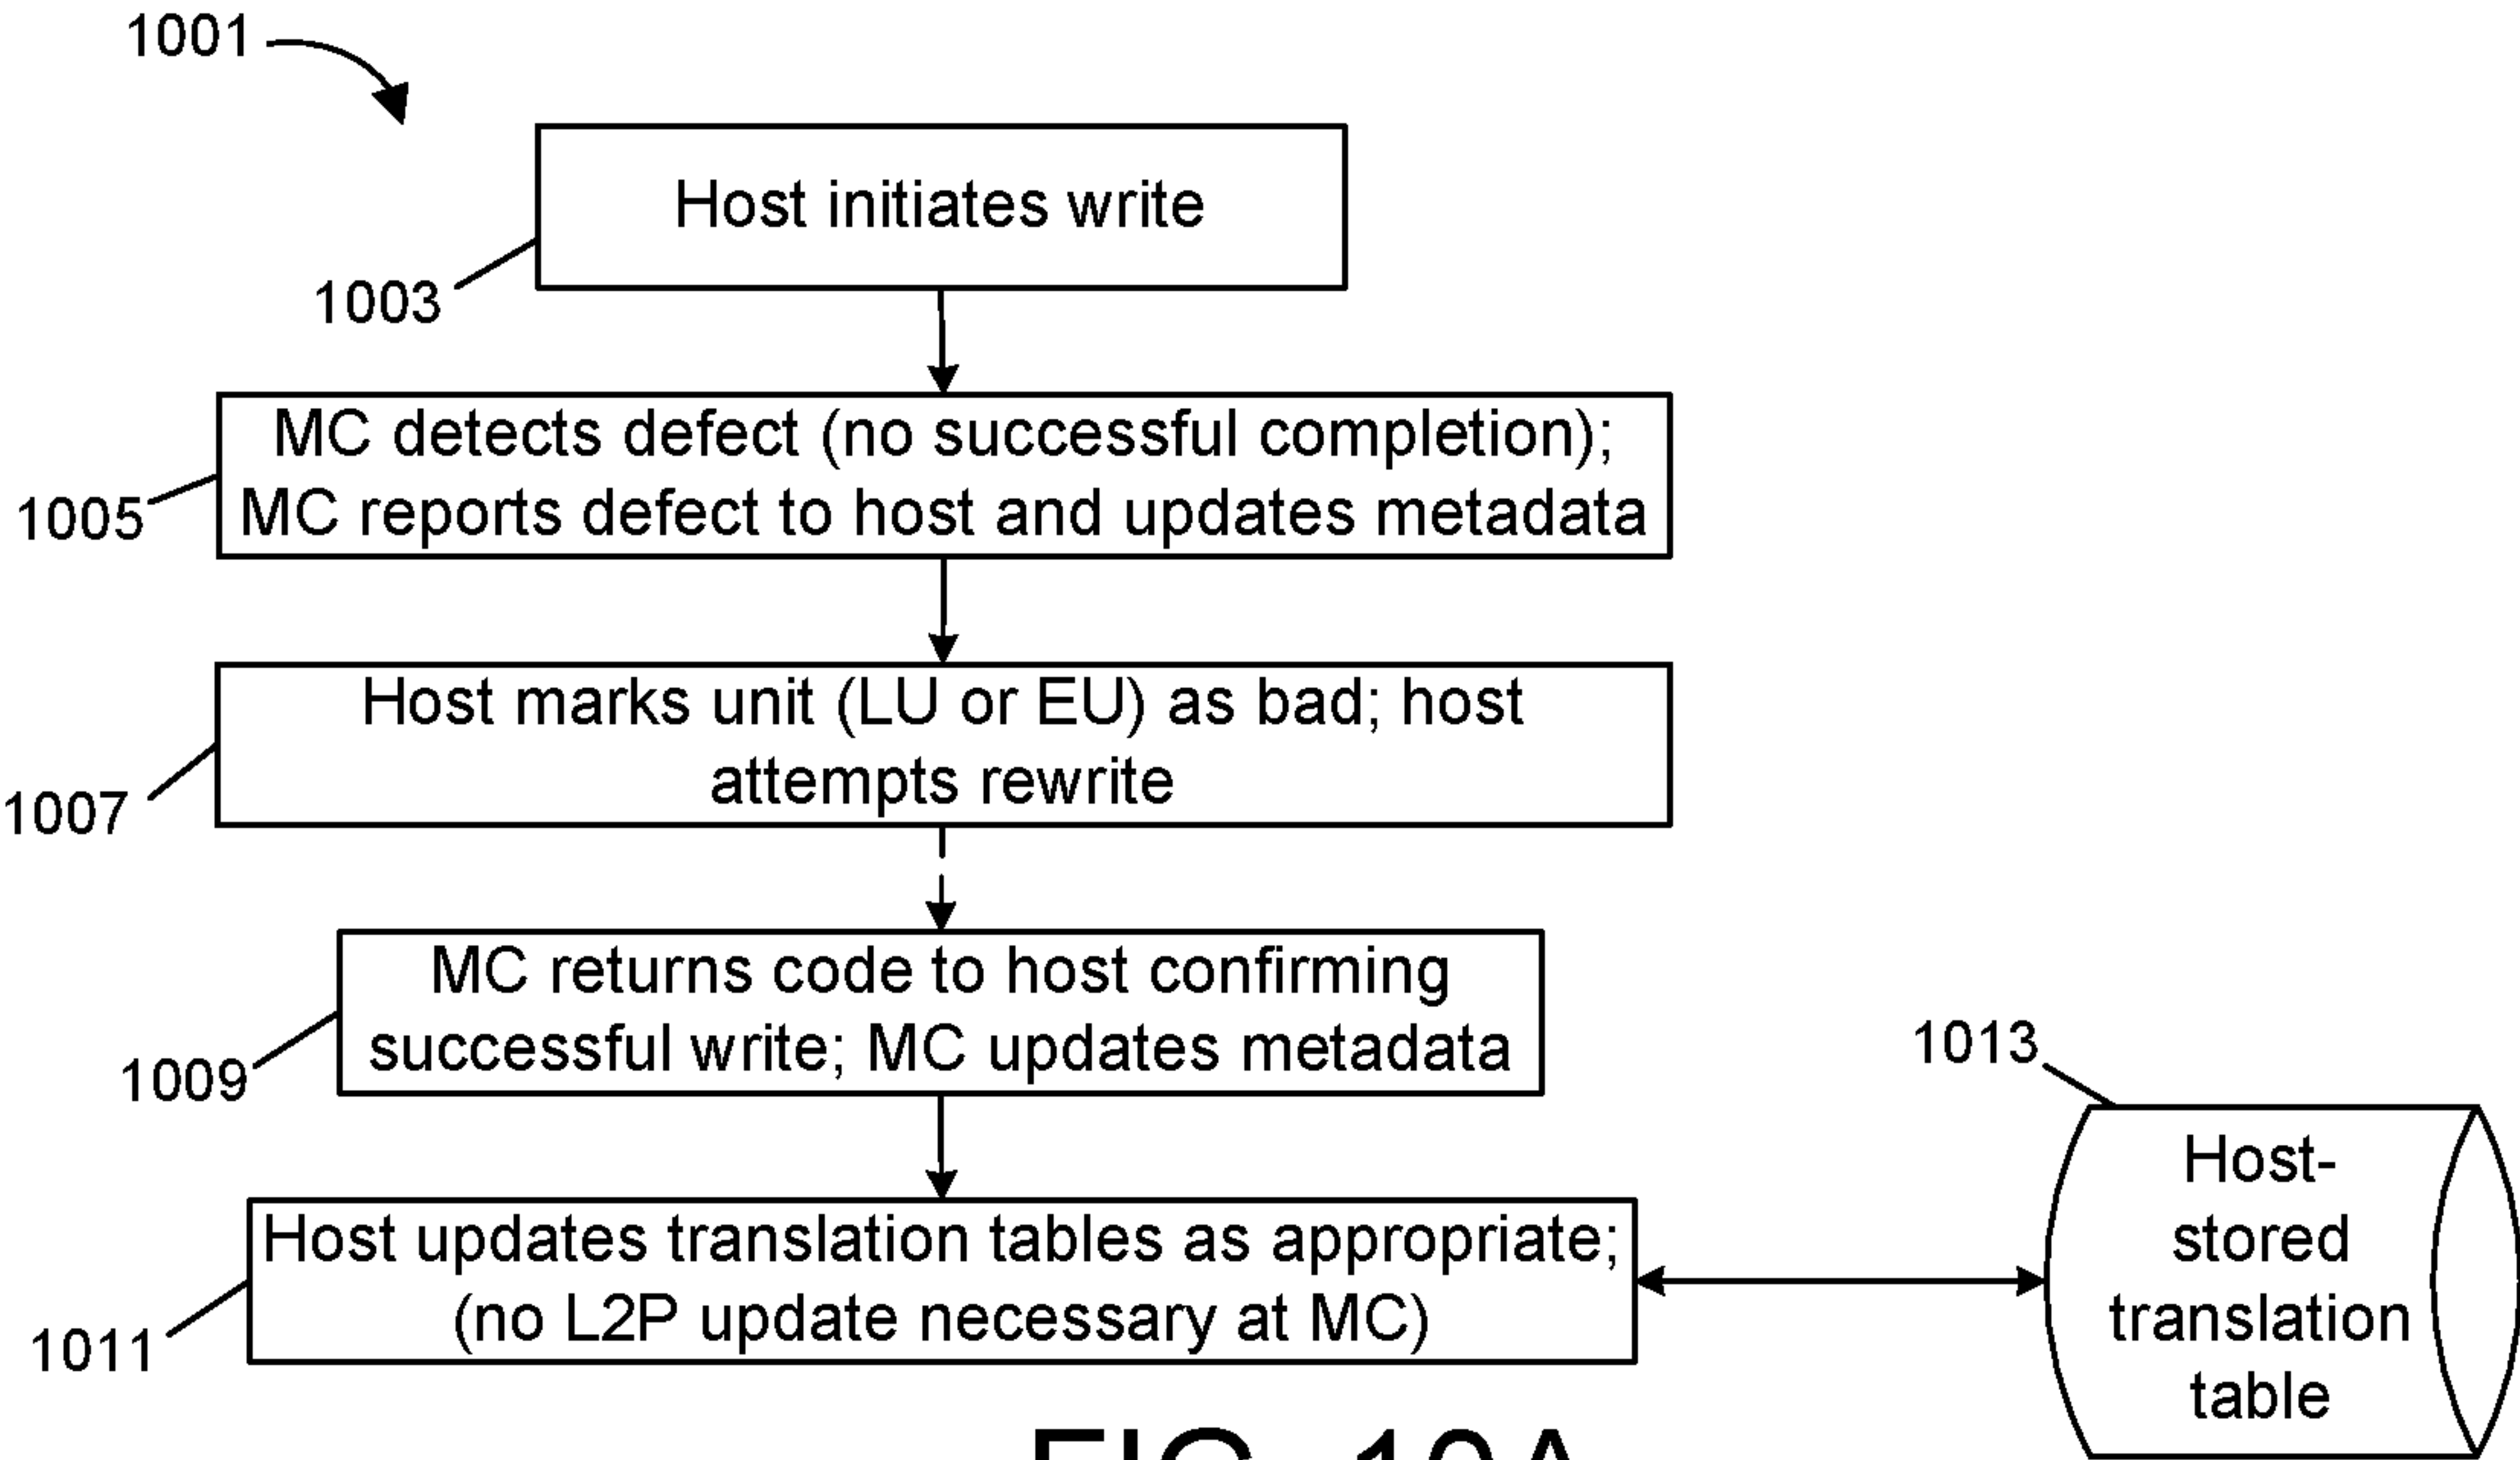 1001
Host initiates write
1003
MC detects defect (no successful completion);
MC reports defect to host and updates metadata
1005
Host marks unit (LU or EU) as bad; host
attempts rewrite
1007
MC returns code to host confirming
successful write; MC updates metadata
1009
1013
Host-
stored
translation
table
Host updates translation tables as appropriate;
(no L2P update necessary at MC)
1011